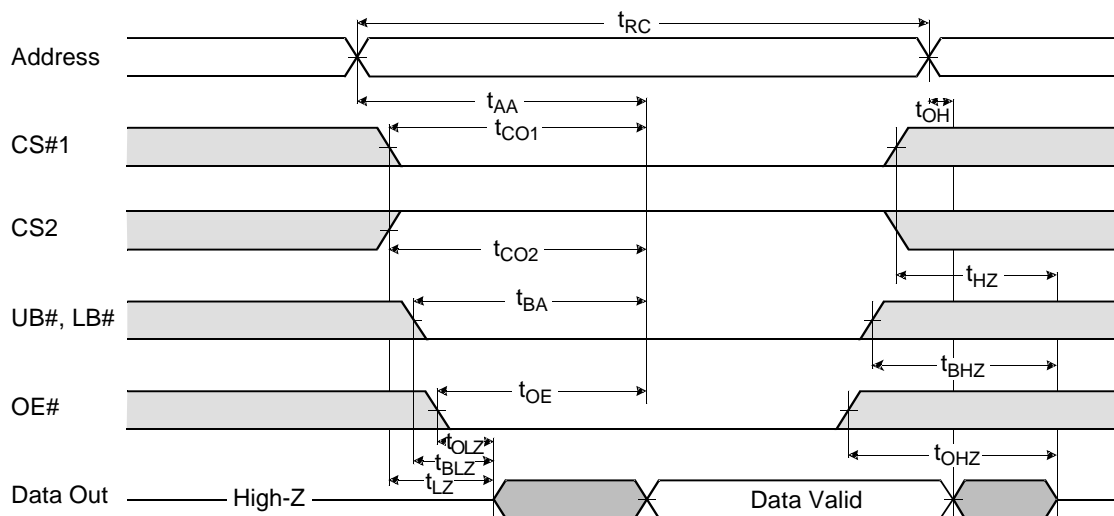 tRC
Address
tAA
tOH
tCO1
CS#1
CS2
tCO2
tHZ
tBA
UB#, LB#
tBHZ
tOE
OE#
tOLZ
tBLZ
tOHZ
tLZ
Data Out High-Z Data Valid